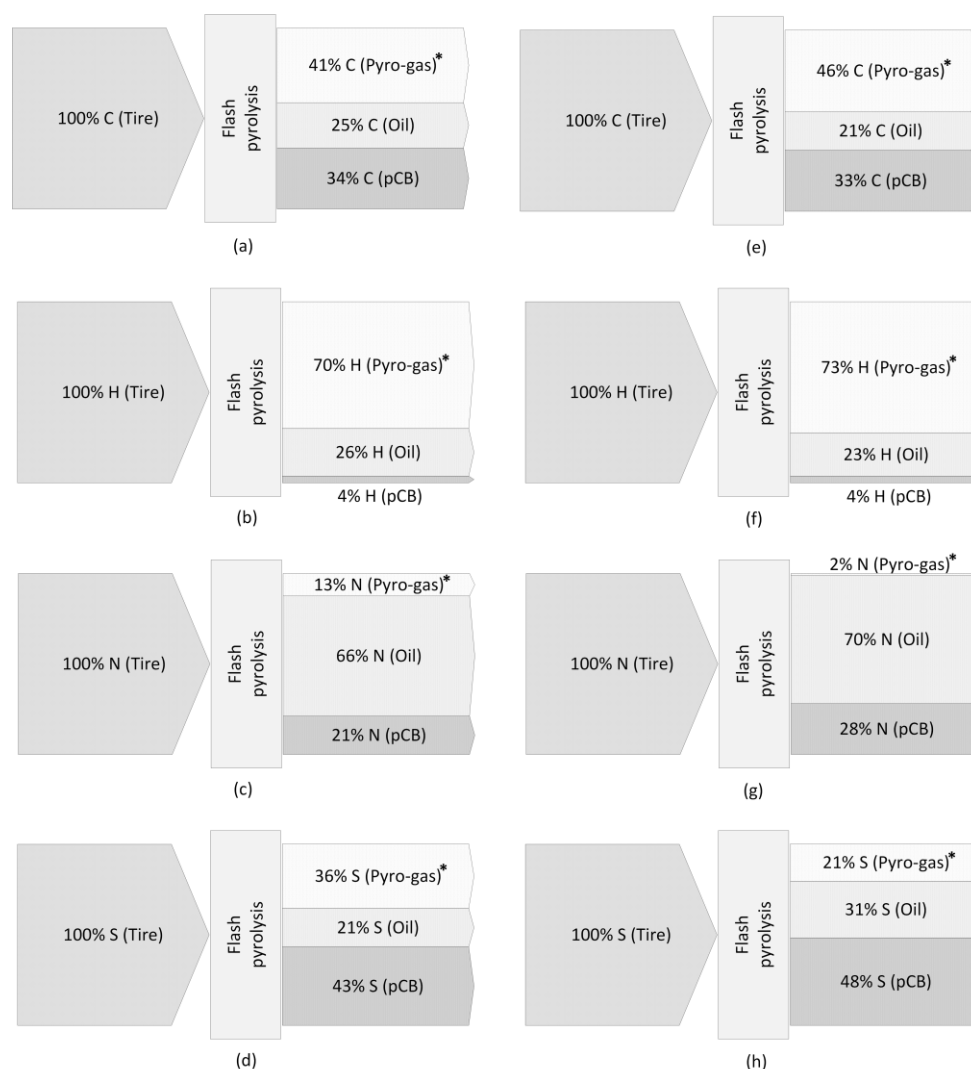 100% C (Tire)
Flash
pyrolysis
41% C (Pyro-gas)*
25% C (Oil)
34% C (pCB)
(a)
100% C (Tire)
Flash
pyrolysis
46% C (Pyro-gas)*
21% C (Oil)
33% C (pCB)
(e)
100% H (Tire)
Flash
pyrolysis
70% H (Pyro-gas)*
26% H (Oil)
4% H (pCB)
(b)
100% H (Tire)
Flash
pyrolysis
73% H (Pyro-gas)*
23% H (Oil)
4% H (pCB)
(f)
100% N (Tire)
Flash
pyrolysis
13% N (Pyro-gas)*
66% N (Oil)
21% N (pCB)
(c)
100% N (Tire)
Flash
pyrolysis
2% N (Pyro-gas)*
70% N (Oil)
28% N (pCB)
(g)
100% S (Tire)
Flash
pyrolysis
36% S (Pyro-gas)*
21% S (Oil)
43% S (pCB)
(d)
100% S (Tire)
Flash
pyrolysis
21% S (Pyro-gas)*
31% S (Oil)
48% S (pCB)
(h)